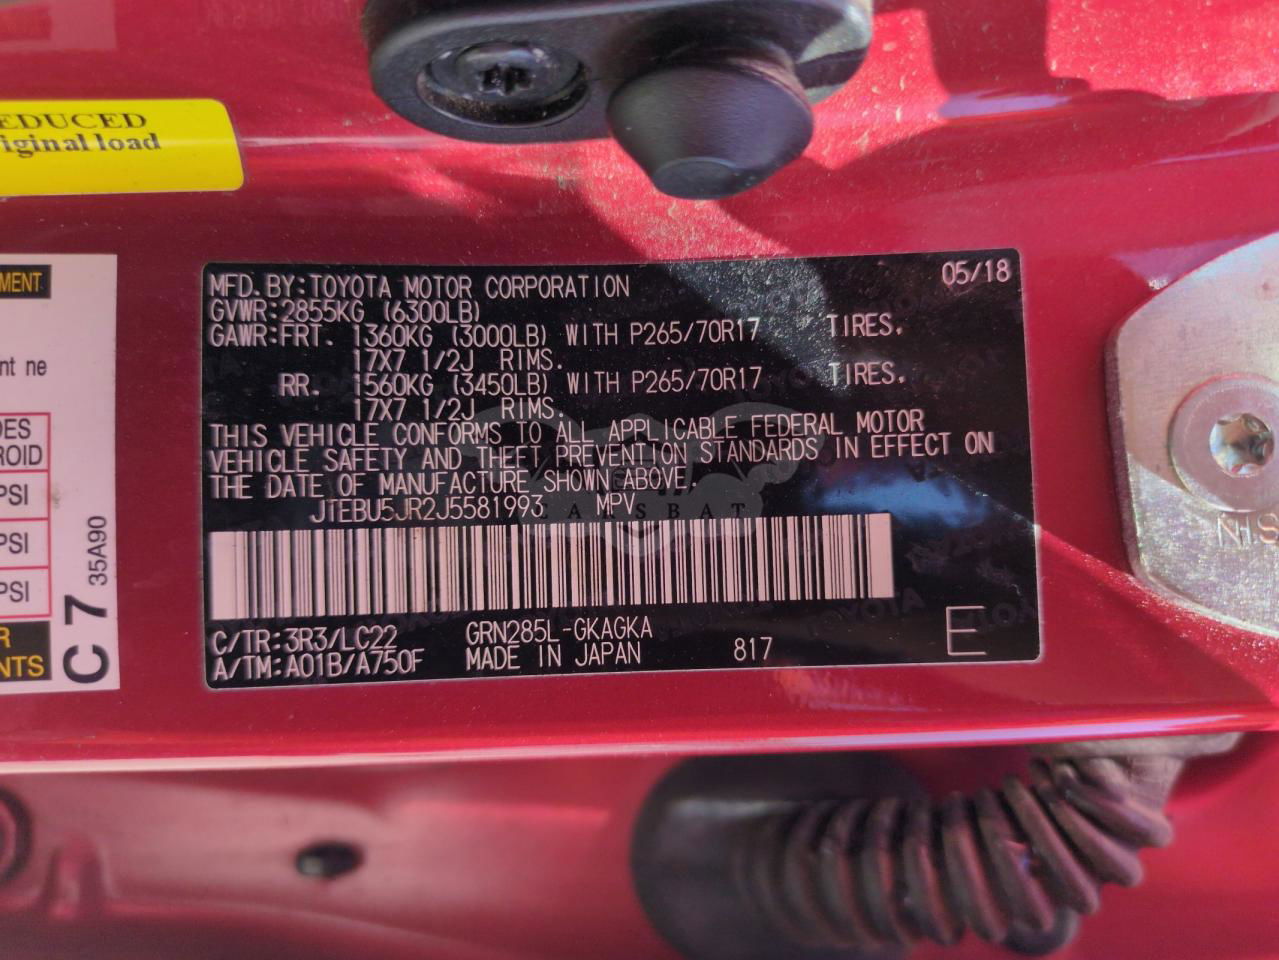 EDUCED
iginal load
MENT
nt ne
DES
ROID
PSI
PSI
PSI
R
NTS
C 7
35A90
MFD. BY:TOYOTA MOTOR CORPORATION 05/18
GVWR:2855KG (6300LB)
GAWR:FRT. 1360KG (3000LB) WITH P265/70R17 TIRES,
17X7 1/2J RIMS.
RR. 1560KG (3450LB) WITH P265/70R17 TIRES,
17X7 1/2J RIMS.
THIS VEHICLE CONFORMS TO ALL APPLICABLE FEDERAL MOTOR
VEHICLE SAFETY AND THEFT PREVENTION STANDARDS IN EFFECT ON
THE DATE OF MANUFACTURE SHOWN ABOVE.
JTEBU5JR2J5581993 MPV
CARSBAT
C/TR:3R3/LC22 GRN285L-GKAGKA
A/TM:A01B/A750F MADE IN JAPAN 817 E
TOYOTA
NHS